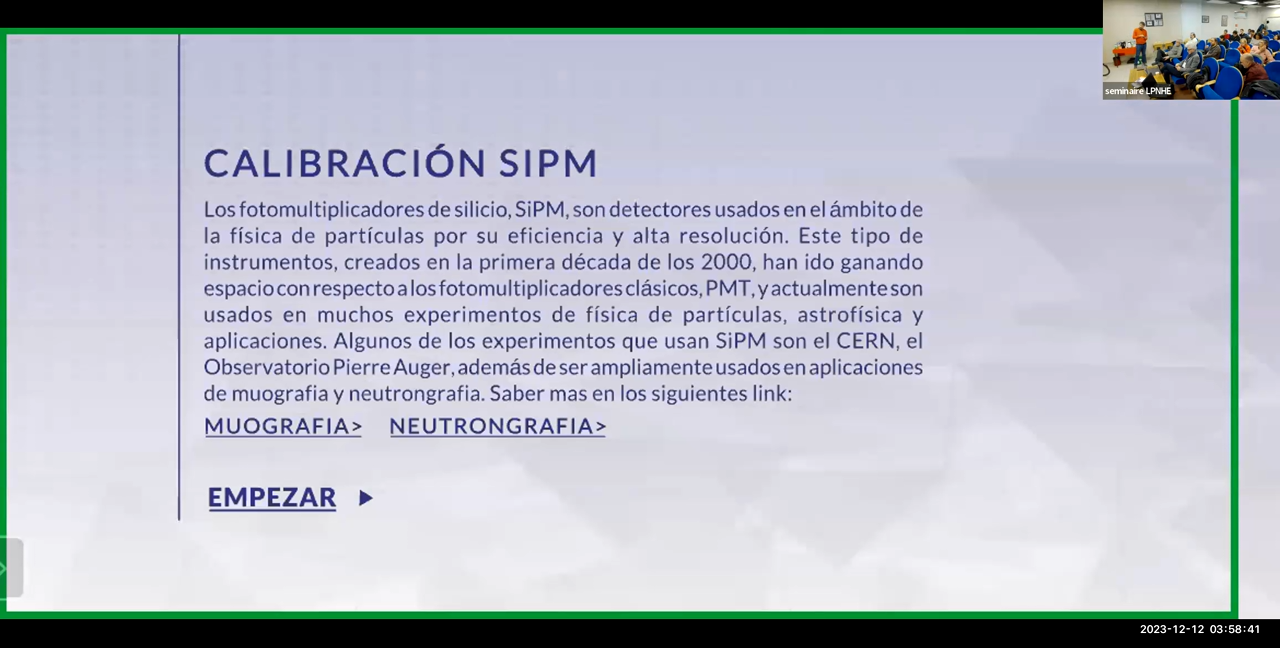 seminaire LPNHE
CALIBRACIÓN SIPM
Los fotomultiplicadores de silicio, SiPM, son detectores usados en el ámbito de
la física de partículas por su eficiencia y alta resolución. Este tipo de
instrumentos, creados en la primera década de los 2000, han ido ganando
espacio con respecto a los fotomultiplicadores clásicos, PMT, y actualmente son
usados en muchos experimentos de física de partículas, astrofísica y
aplicaciones. Algunos de los experimentos que usan SiPM son el CERN, el
Observatorio Pierre Auger, además de ser ampliamente usados en aplicaciones
de muografia y neutrongrafia. Saber mas en los siguientes link:
MUOGRAFIA> NEUTRONGRAFIA>
EMPEZAR
2023-12-12 03:58:41